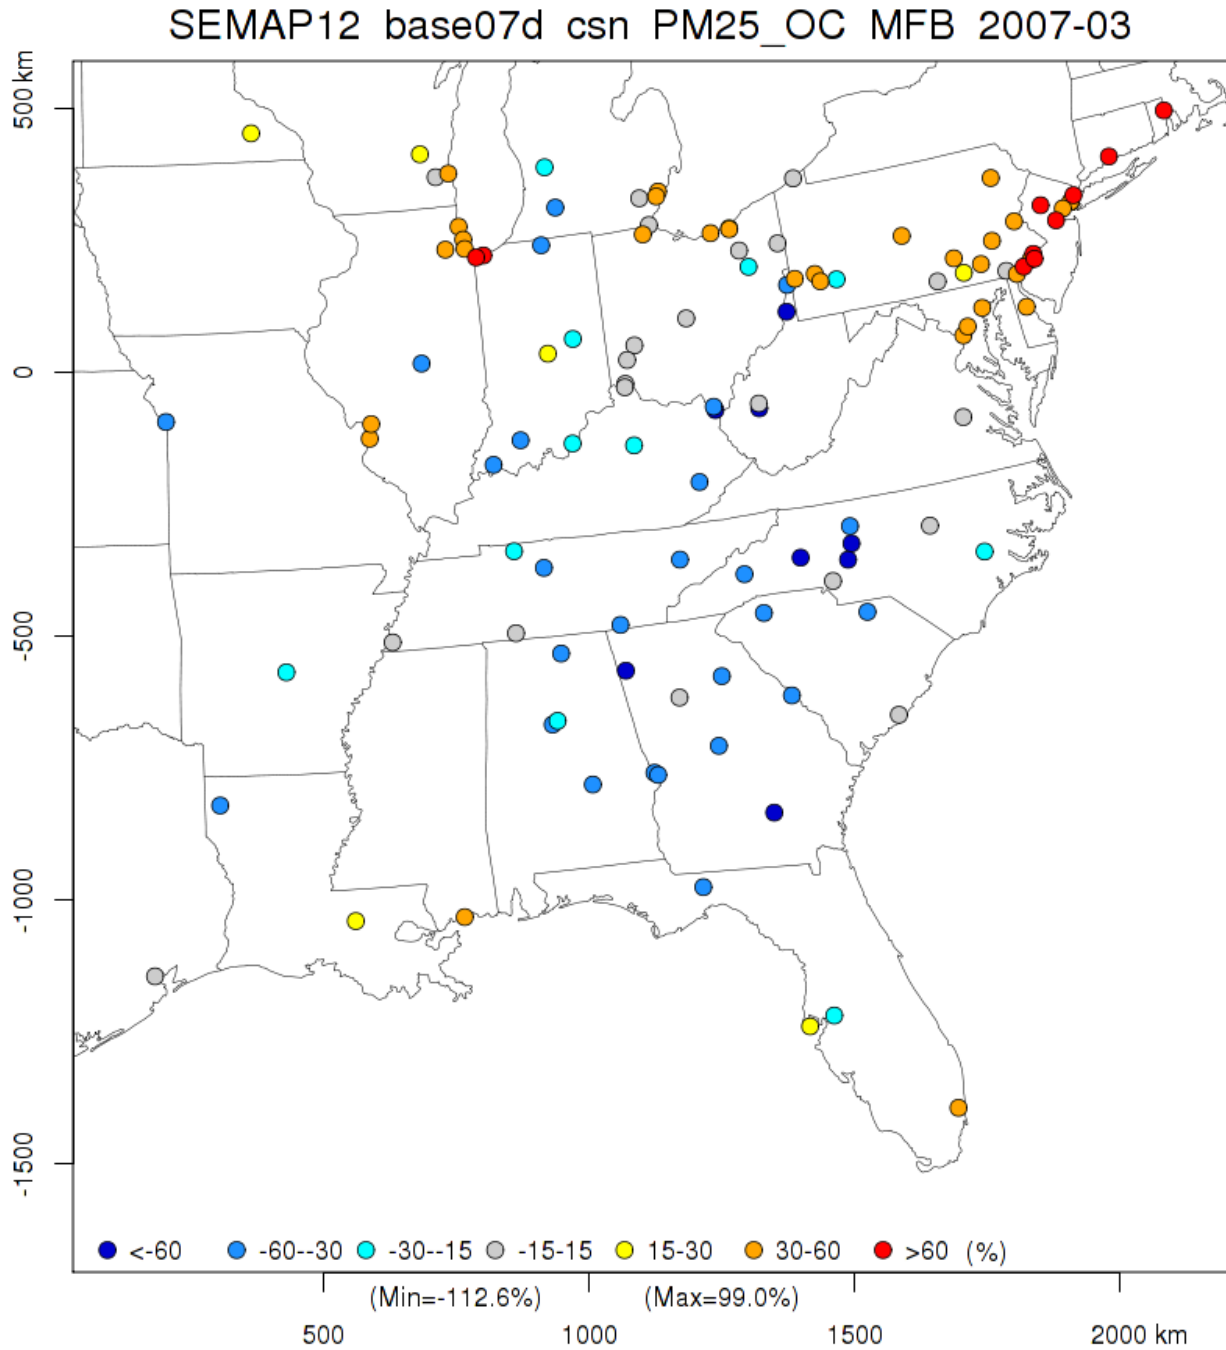 SEMAP12 base07d csn PM25_OC MFB 2007-03
500 km
0
-500
-1000
-1500
<-60 -60--30 -30--15 -15-15 15-30 30-60 >60 (%)
(Min=-112.6%) (Max=99.0%)
500 1000 1500 2000 km